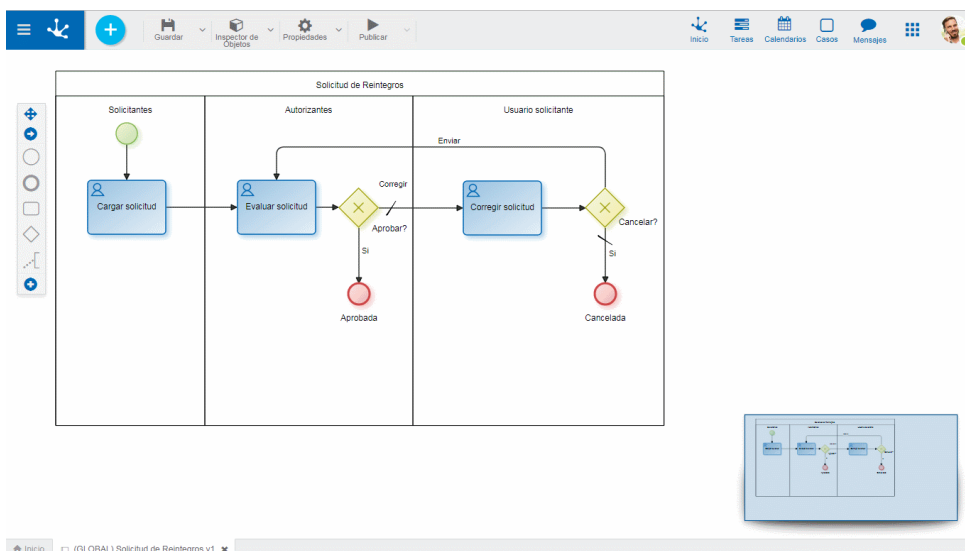 Guardar
Inspector de
Objetos
Propiedades
Publicar
Inicio
Tareas
Calendarios
Casos
Mensajes
Solicitud de Reintegros
Solicitantes
Autorizantes
Usuario solicitante
Enviar
Cargar solicitud
Evaluar solicitud
Corregir
Aprobar?
Si
Aprobada
Corregir solicitud
Cancelar?
Si
Cancelada
Inicio
(GLOBAL) Solicitud de Reintegros v1